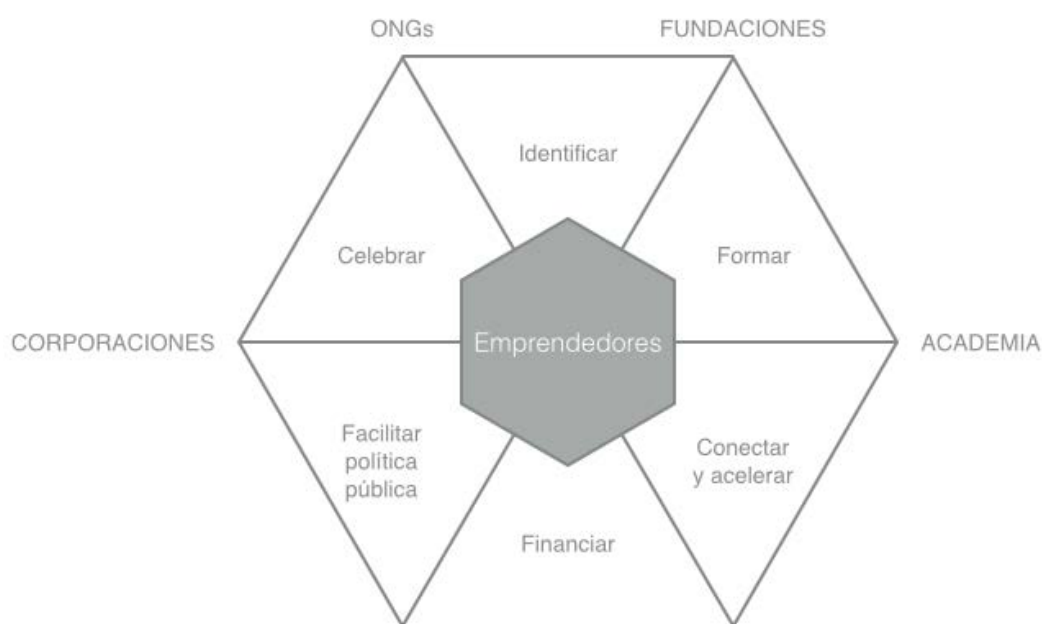 ONGs
FUNDACIONES
Identificar
Celebrar
Formar
CORPORACIONES
Emprendedores
ACADEMIA
Facilitar
política
pública
Conectar
y acelerar
Financiar